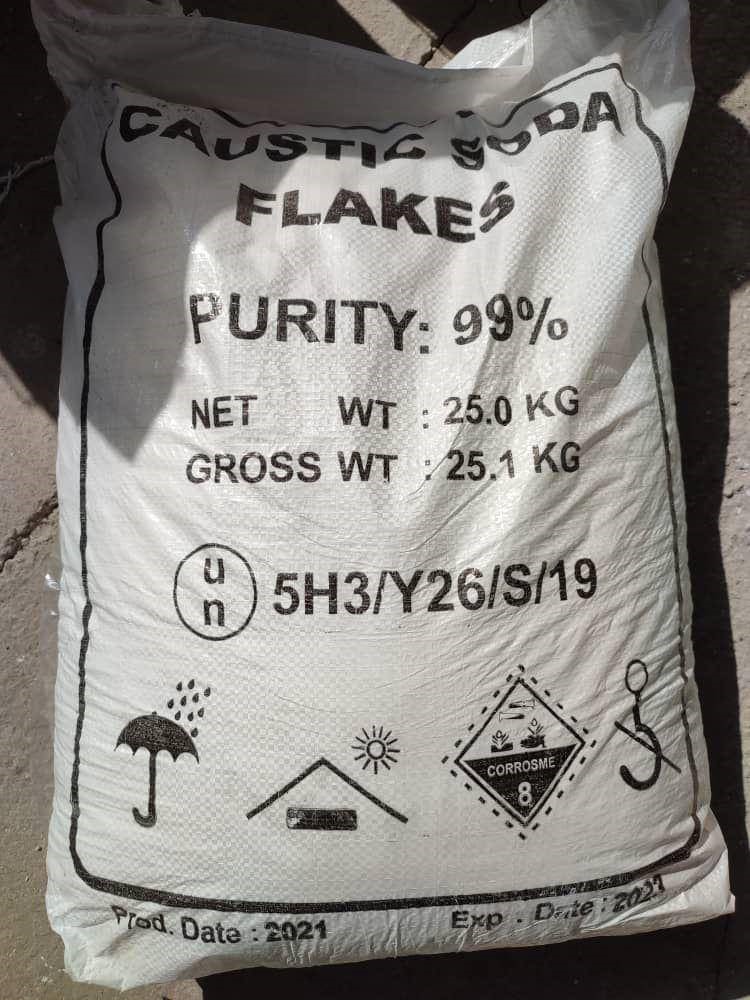 CAUSTIC SODA
FLAKES
PURITY: 99%
NET WT : 25.0 KG
GROSS WT : 25.1 KG
un 5H3/Y26/S/19
CORROSME
8
Prod. Date : 2021
Exp . Date :